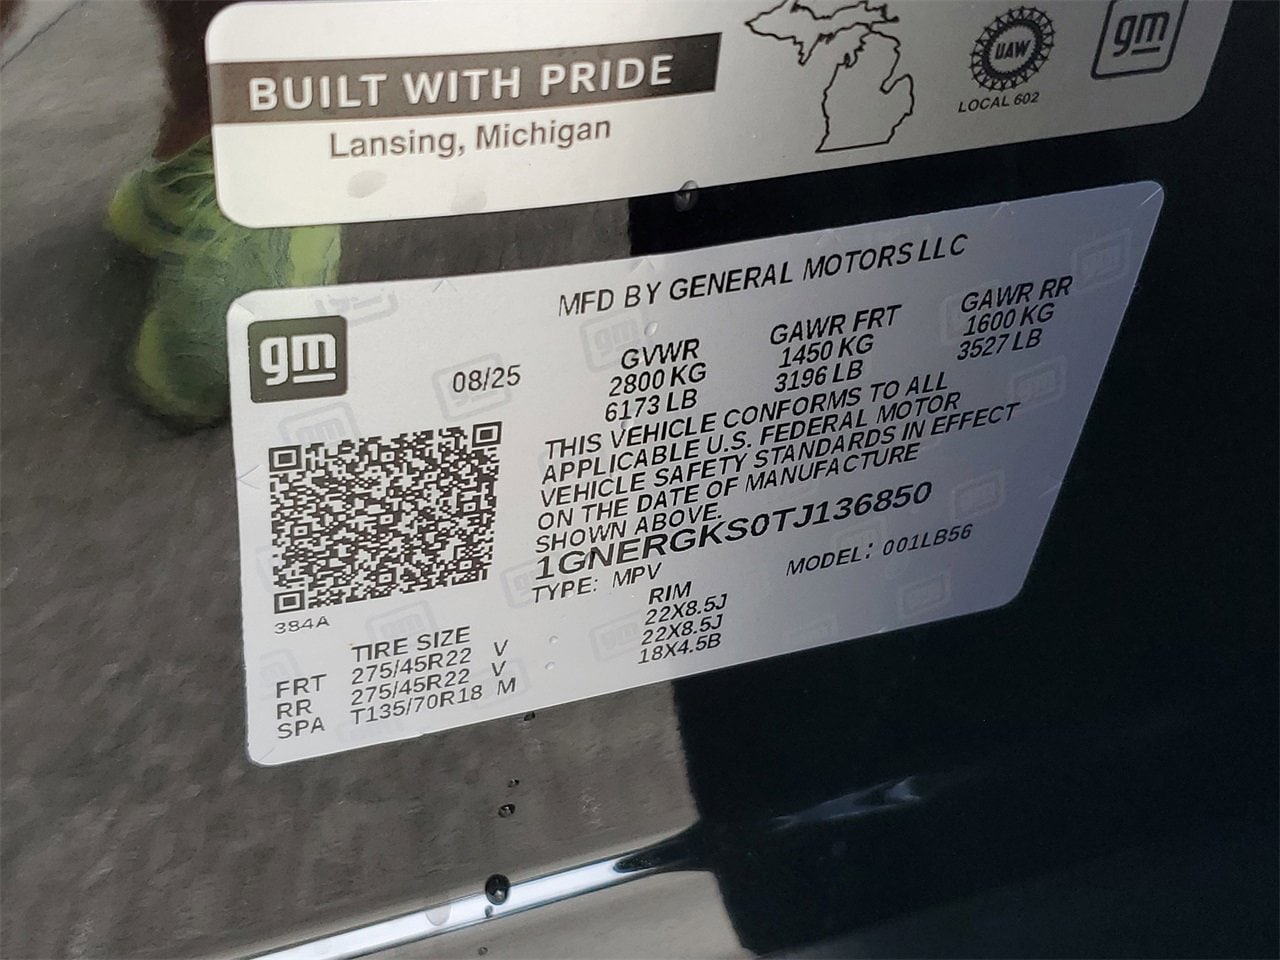 BUILT WITH PRIDE
Lansing, Michigan
UAW
LOCAL 602
gm
MFD BY GENERAL MOTORS LLC
gm
08/25
GVWR
2800 KG
6173 LB
GAWR FRT
1450 KG
3196 LB
GAWR RR
1600 KG
3527 LB
THIS VEHICLE CONFORMS TO ALL
APPLICABLE U.S. FEDERAL MOTOR
VEHICLE SAFETY STANDARDS IN EFFECT
ON THE DATE OF MANUFACTURE
SHOWN ABOVE.
1GNERGKS0TJ136850
TYPE: MPV MODEL: 001LB56
384A
TIRE SIZE RIM
FRT 275/45R22 V 22X8.5J
RR 275/45R22 V 22X8.5J
SPA T135/70R18 M 18X4.5B